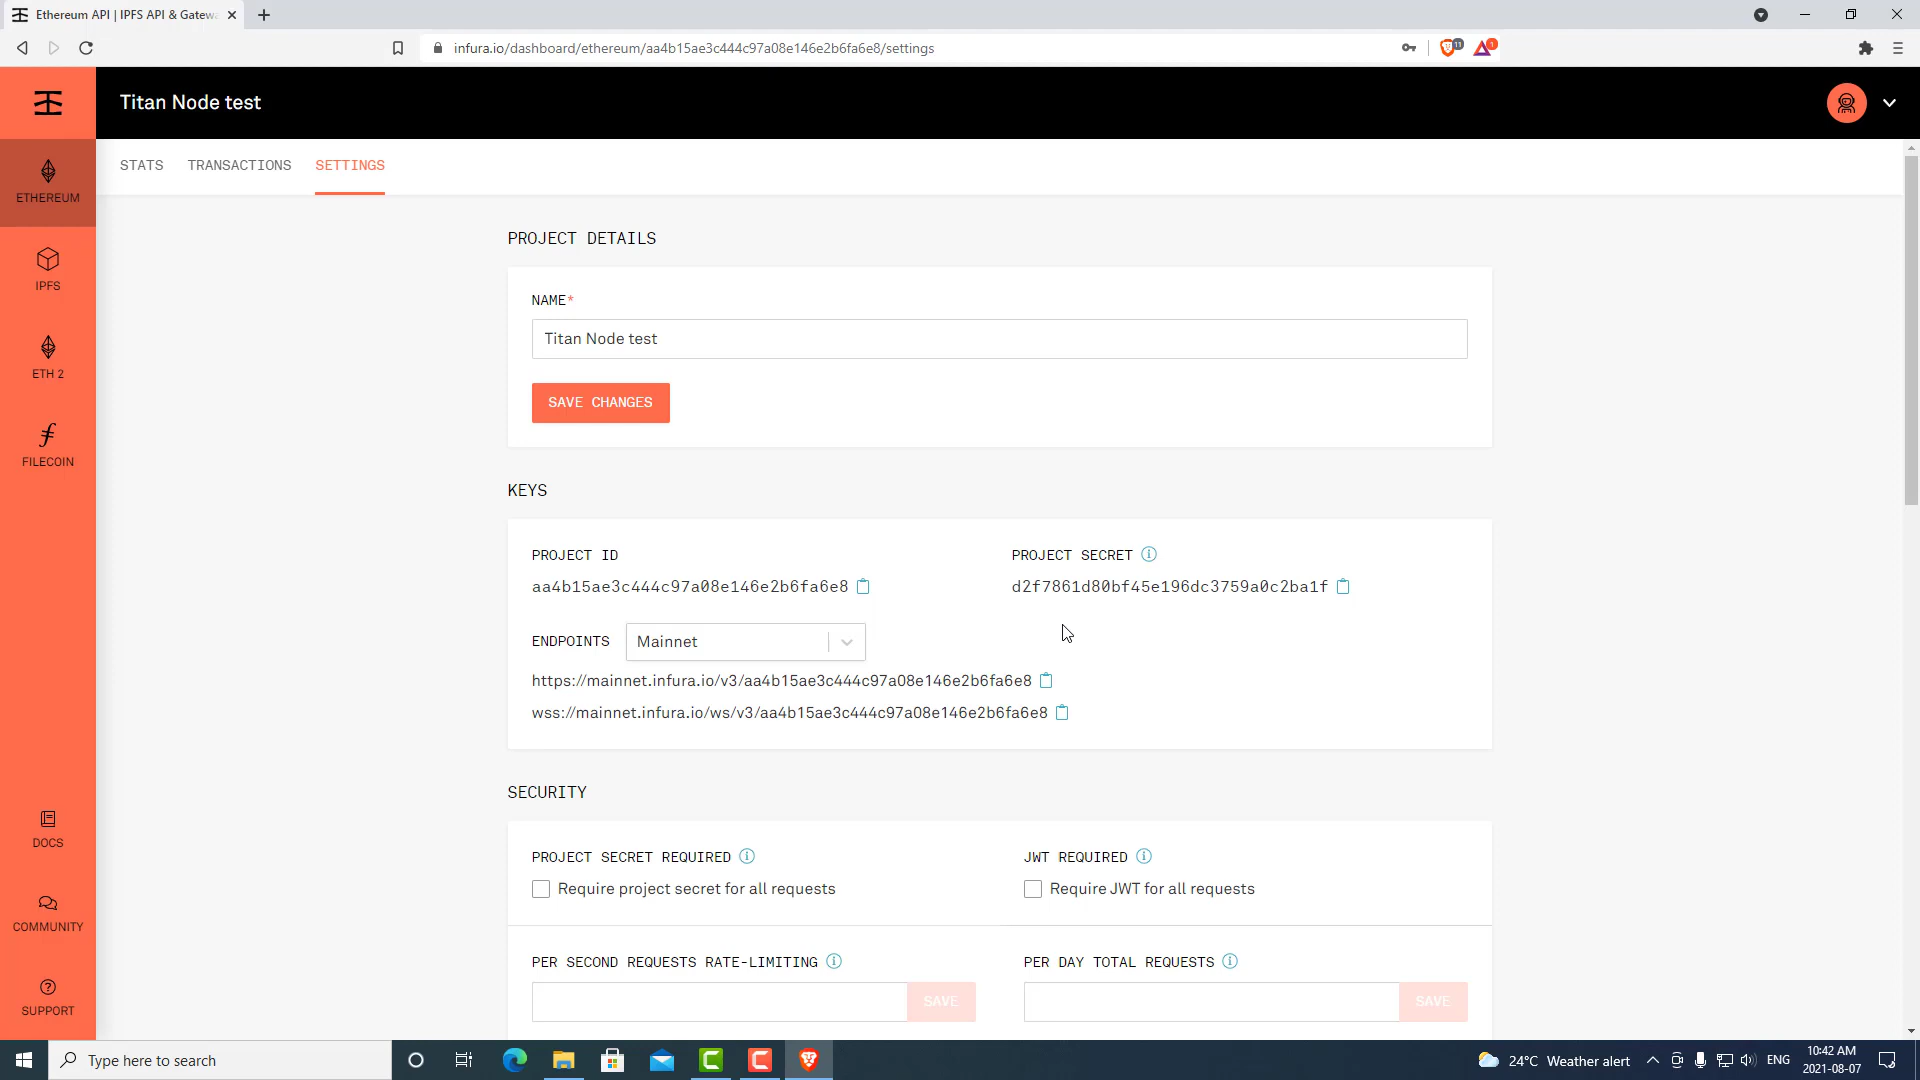 Ethereum API | IPFS API & Gatew
infura.io/dashboard/ethereum/aa4b15ae3c444c97a08e146e2b6fa6e8/settings
11
1
Titan Node test
STATS TRANSACTIONS SETTINGS
ETHEREUM
IPFS
ETH 2
FILECOIN
DOCS
COMMUNITY
SUPPORT
PROJECT DETAILS
NAME*
Titan Node test
SAVE CHANGES
KEYS
PROJECT ID
aa4b15ae3c444c97a08e146e2b6fa6e8
PROJECT SECRET
d2f7861d80bf45e196dc3759a0c2ba1f
ENDPOINTS Mainnet
https://mainnet.infura.io/v3/aa4b15ae3c444c97a08e146e2b6fa6e8
wss://mainnet.infura.io/ws/v3/aa4b15ae3c444c97a08e146e2b6fa6e8
SECURITY
PROJECT SECRET REQUIRED
Require project secret for all requests
JWT REQUIRED
Require JWT for all requests
PER SECOND REQUESTS RATE-LIMITING
SAVE
PER DAY TOTAL REQUESTS
SAVE
Type here to search
24°C Weather alert
ENG
10:42 AM
2021-08-07